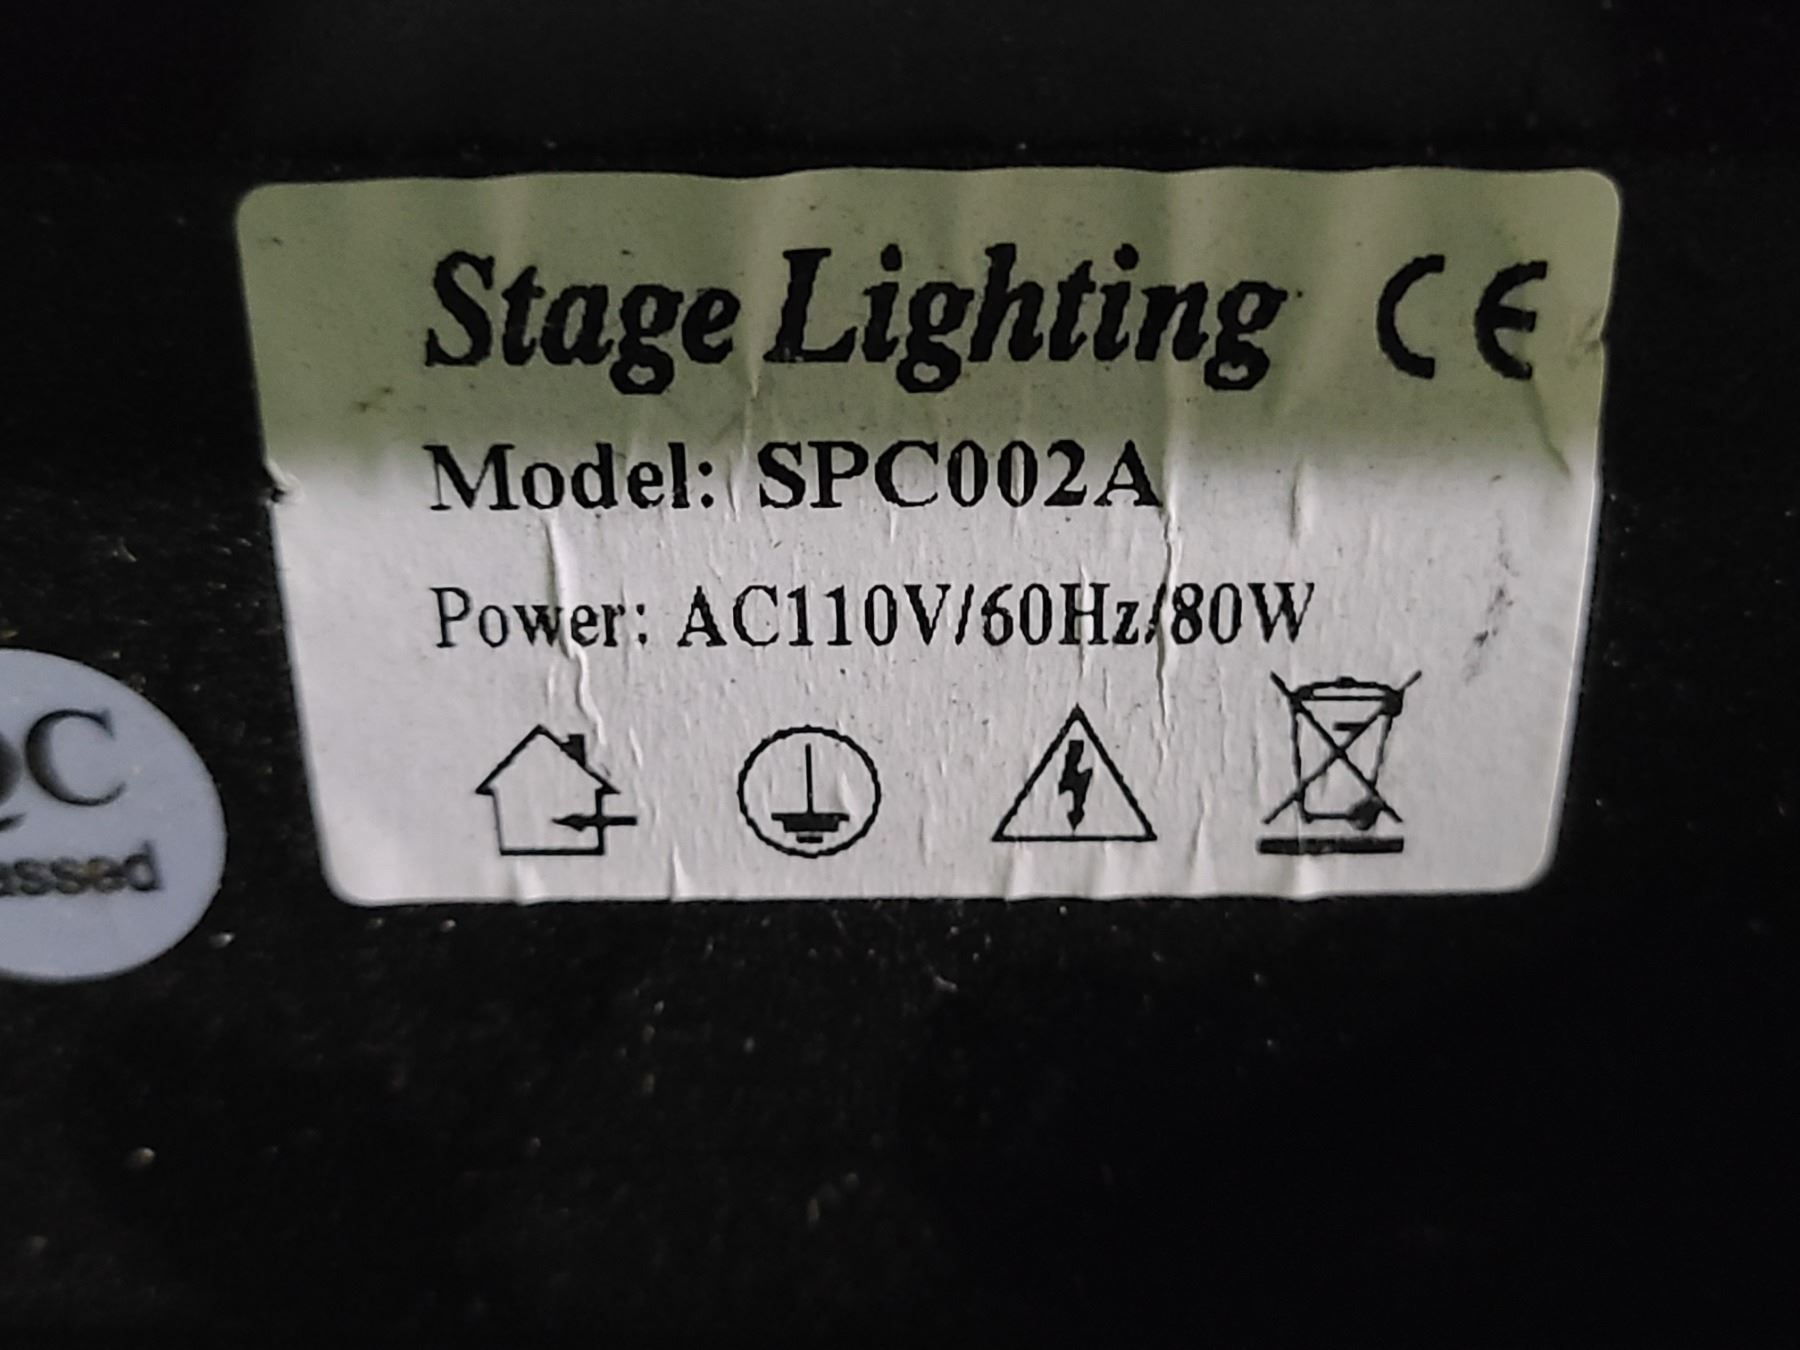 Stage Lighting CE
Model: SPC002A
Power: AC110V/60Hz/80W
QC
assed